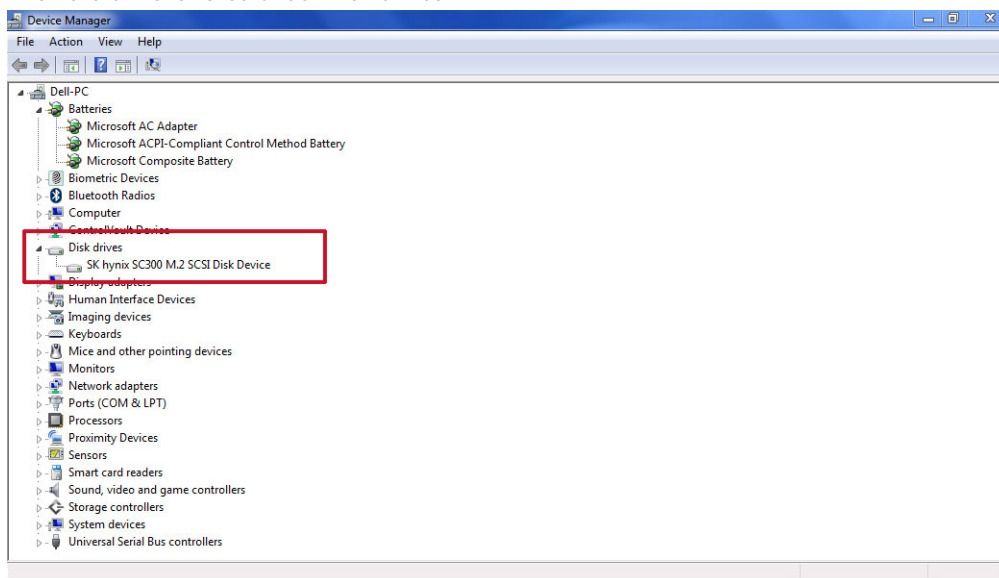 Device Manager
File Action View Help
Dell-PC
Batteries
Microsoft AC Adapter
Microsoft ACPI-Compliant Control Method Battery
Microsoft Composite Battery
Biometric Devices
Bluetooth Radios
Computer
ControlVault Device
Disk drives
SK hynix SC300 M.2 SCSI Disk Device
Display adapters
Human Interface Devices
Imaging devices
Keyboards
Mice and other pointing devices
Monitors
Network adapters
Ports (COM & LPT)
Processors
Proximity Devices
Sensors
Smart card readers
Sound, video and game controllers
Storage controllers
System devices
Universal Serial Bus controllers